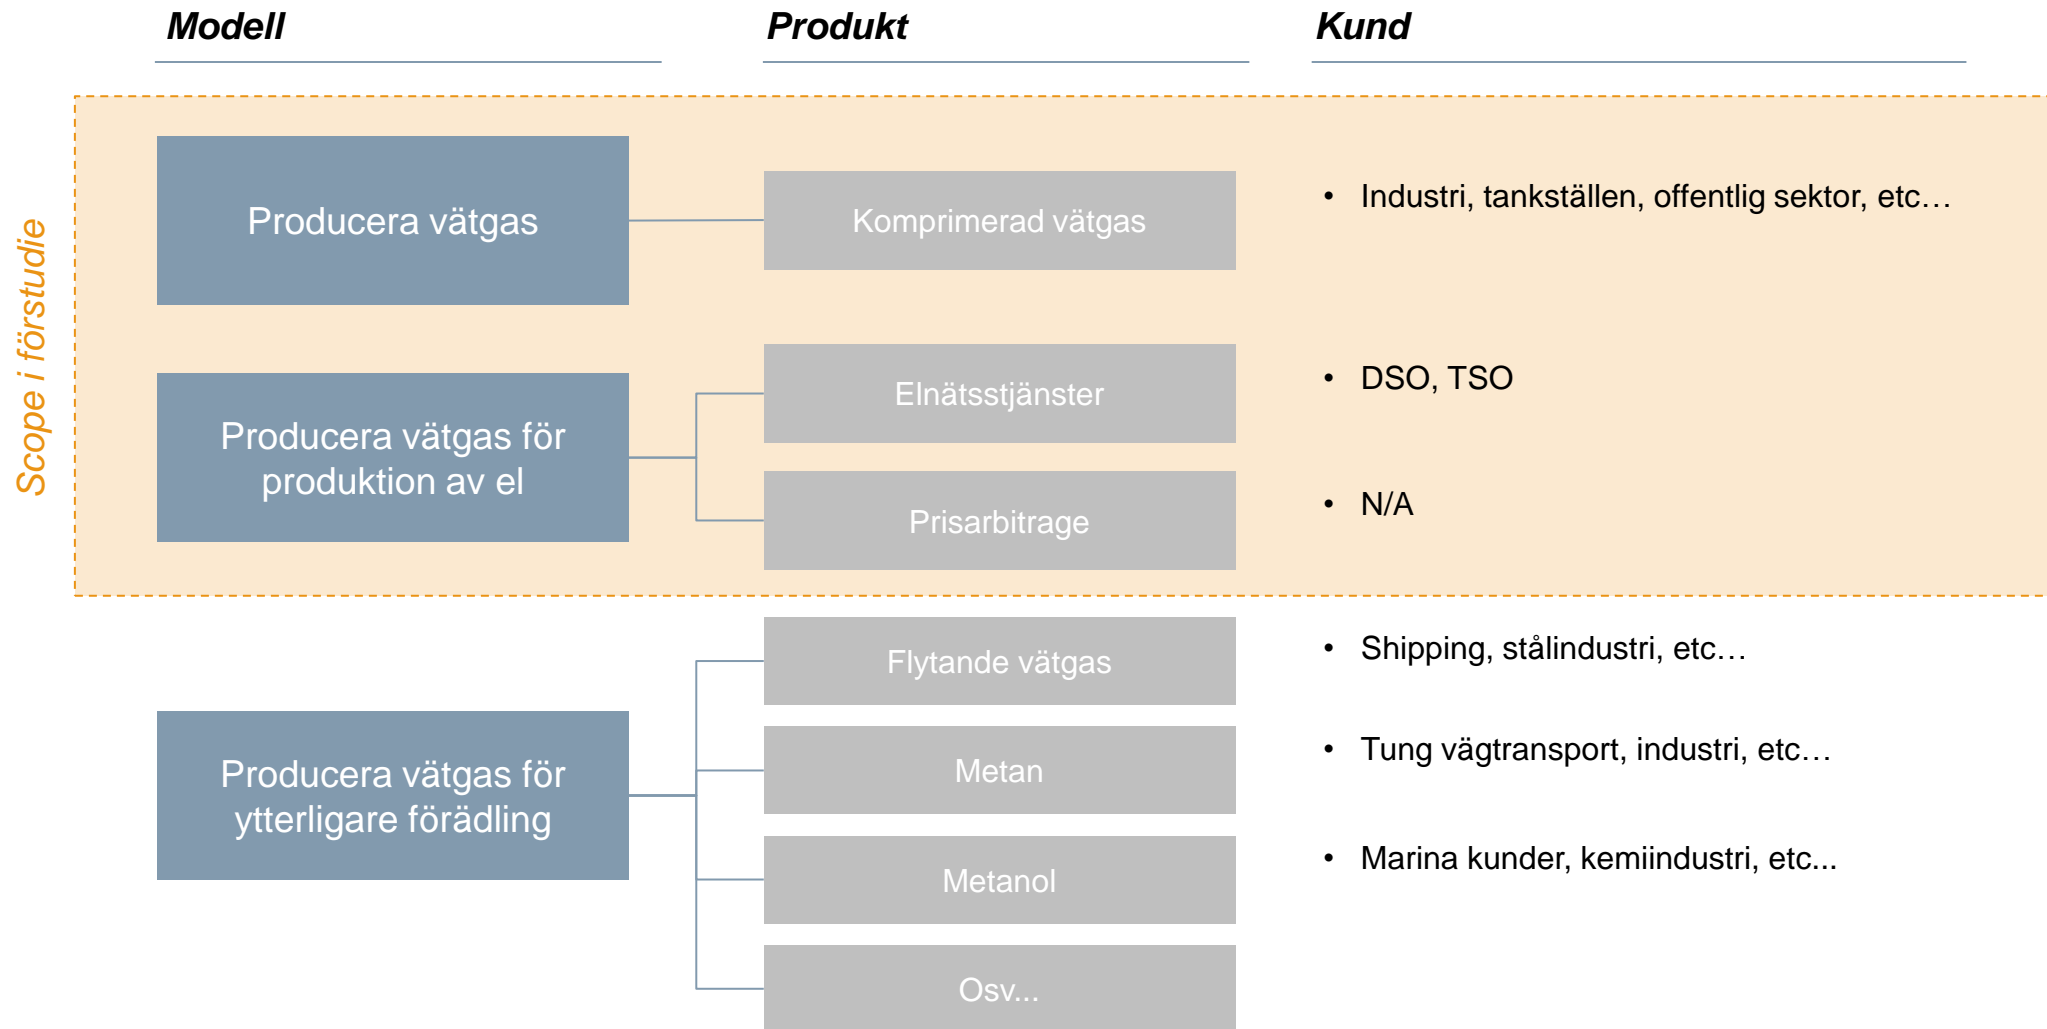 Modell
Produkt
Kund
Scope i förstudie
Producera vätgas
Komprimerad vätgas
• Industri, tankställen, offentlig sektor, etc…
Producera vätgas för
produktion av el
Elnätsstjänster
• DSO, TSO
Prisarbitrage
• N/A
Producera vätgas för
ytterligare förädling
Flytande vätgas
• Shipping, stålindustri, etc…
Metan
• Tung vägtransport, industri, etc…
Metanol
• Marina kunder, kemiindustri, etc...
Osv...